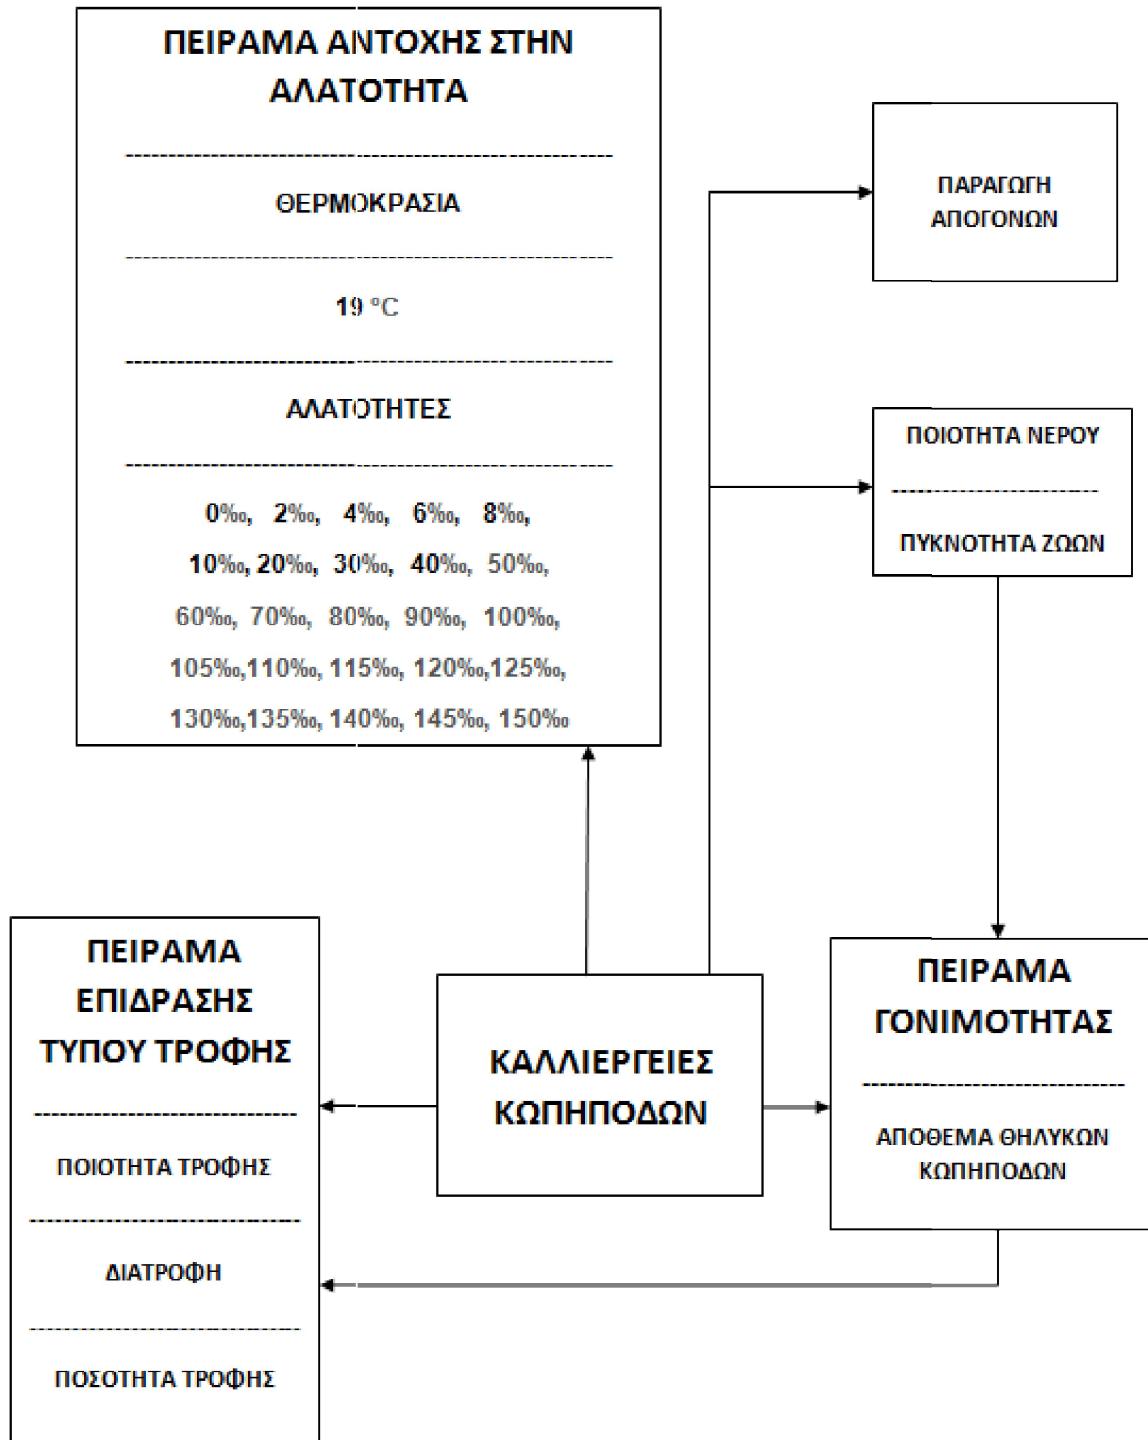 ΠΕΙΡΑΜΑ ΑΝΤΟΧΗΣ ΣΤΗΝ
ΑΛΑΤΟΤΗΤΑ
ΘΕΡΜΟΚΡΑΣΙΑ
19 °C
ΑΛΑΤΟΤΗΤΕΣ
0‰, 2‰, 4‰, 6‰, 8‰,
10‰, 20‰, 30‰, 40‰, 50‰,
60‰, 70‰, 80‰, 90‰, 100‰,
105‰,110‰, 115‰, 120‰,125‰,
130‰,135‰, 140‰, 145‰, 150‰
ΠΑΡΑΓΩΓΗ
ΑΠΟΓΟΝΩΝ
ΠΟΙΟΤΗΤΑ ΝΕΡΟΥ
ΠΥΚΝΟΤΗΤΑ ΖΩΩΝ
ΠΕΙΡΑΜΑ
ΕΠΙΔΡΑΣΗΣ
ΤΥΠΟΥ ΤΡΟΦΗΣ
ΠΟΙΟΤΗΤΑ ΤΡΟΦΗΣ
ΔΙΑΤΡΟΦΗ
ΠΟΣΟΤΗΤΑ ΤΡΟΦΗΣ
ΚΑΛΛΙΕΡΓΕΙΕΣ
ΚΩΠΗΠΟΔΩΝ
ΠΕΙΡΑΜΑ
ΓΟΝΙΜΟΤΗΤΑΣ
ΑΠΟΘΕΜΑ ΘΗΛΥΚΩΝ
ΚΩΠΗΠΟΔΩΝ